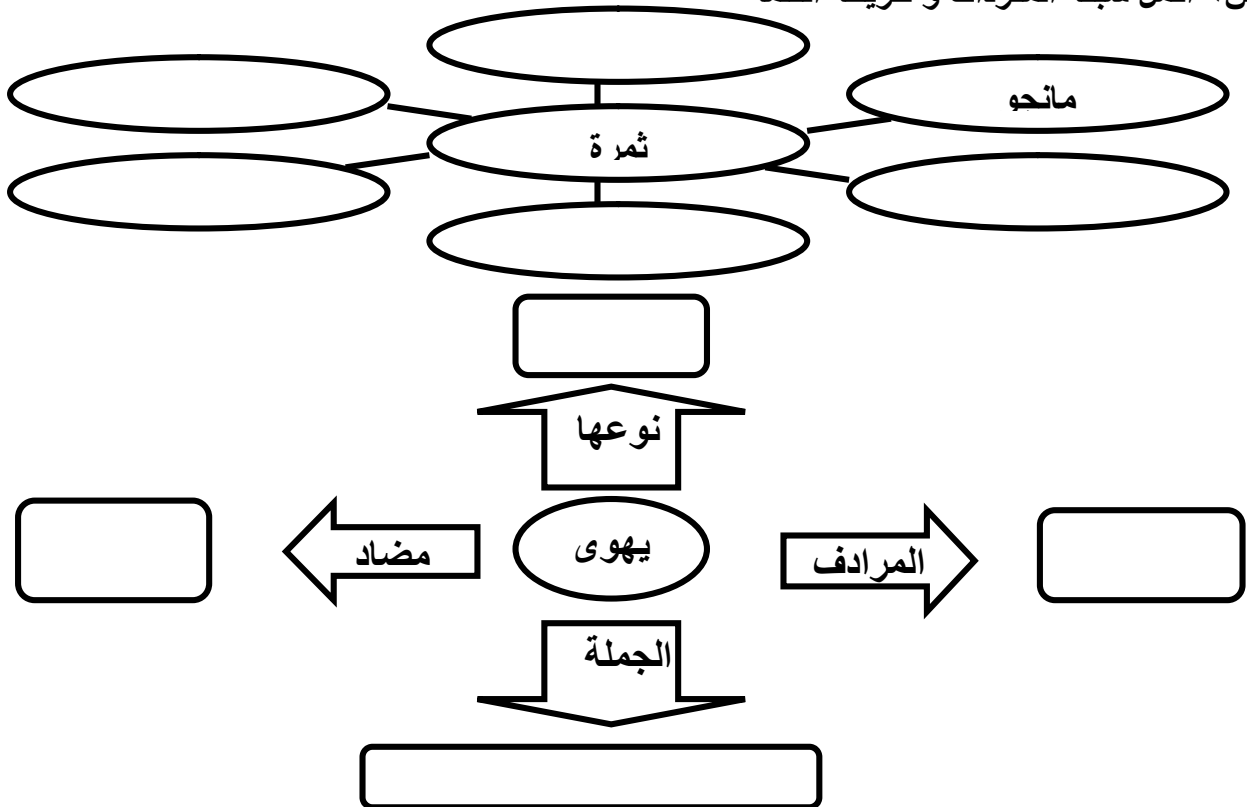 مانجو
ثمرة
نوعها
مضاد
يهوى
المرادف
الجملة